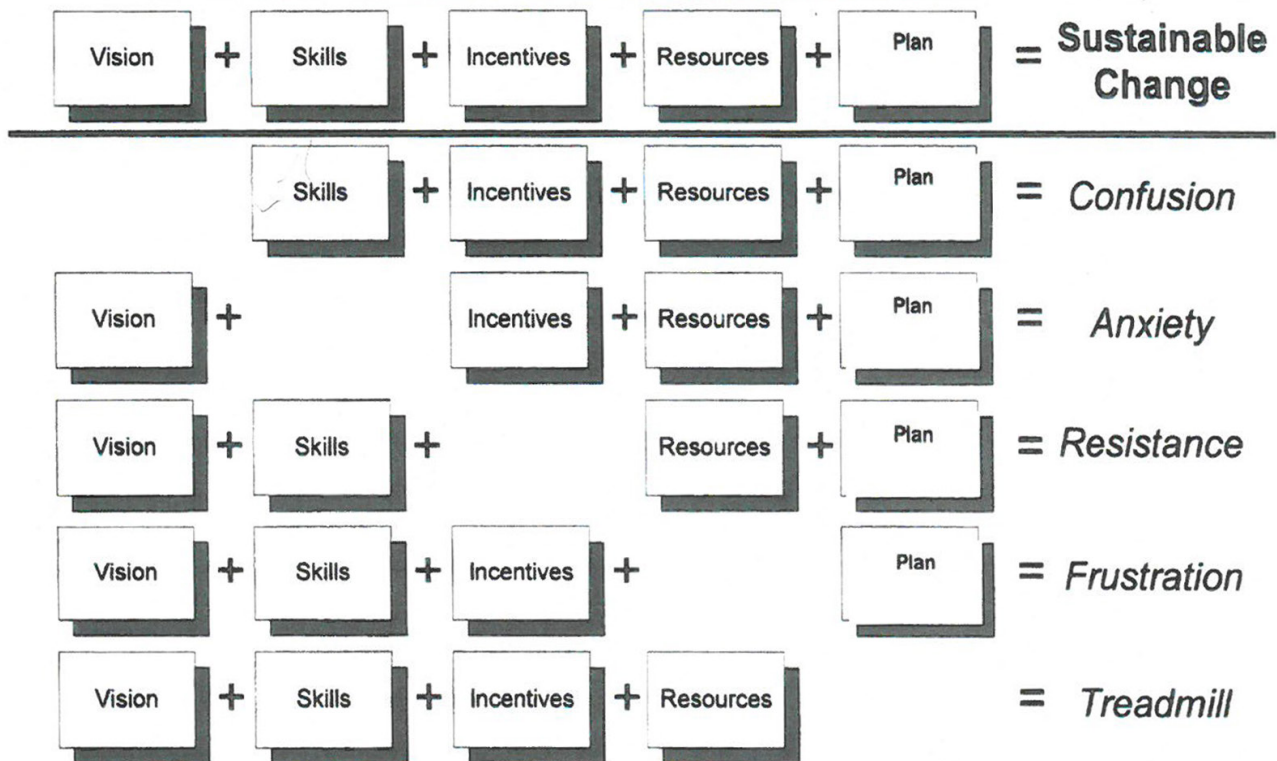 Vision + Skills + Incentives + Resources + Plan = Sustainable
Change
Skills + Incentives + Resources + Plan = Confusion
Vision + Incentives + Resources + Plan = Anxiety
Vision + Skills + Resources + Plan = Resistance
Vision + Skills + Incentives + Plan = Frustration
Vision + Skills + Incentives + Resources = Treadmill